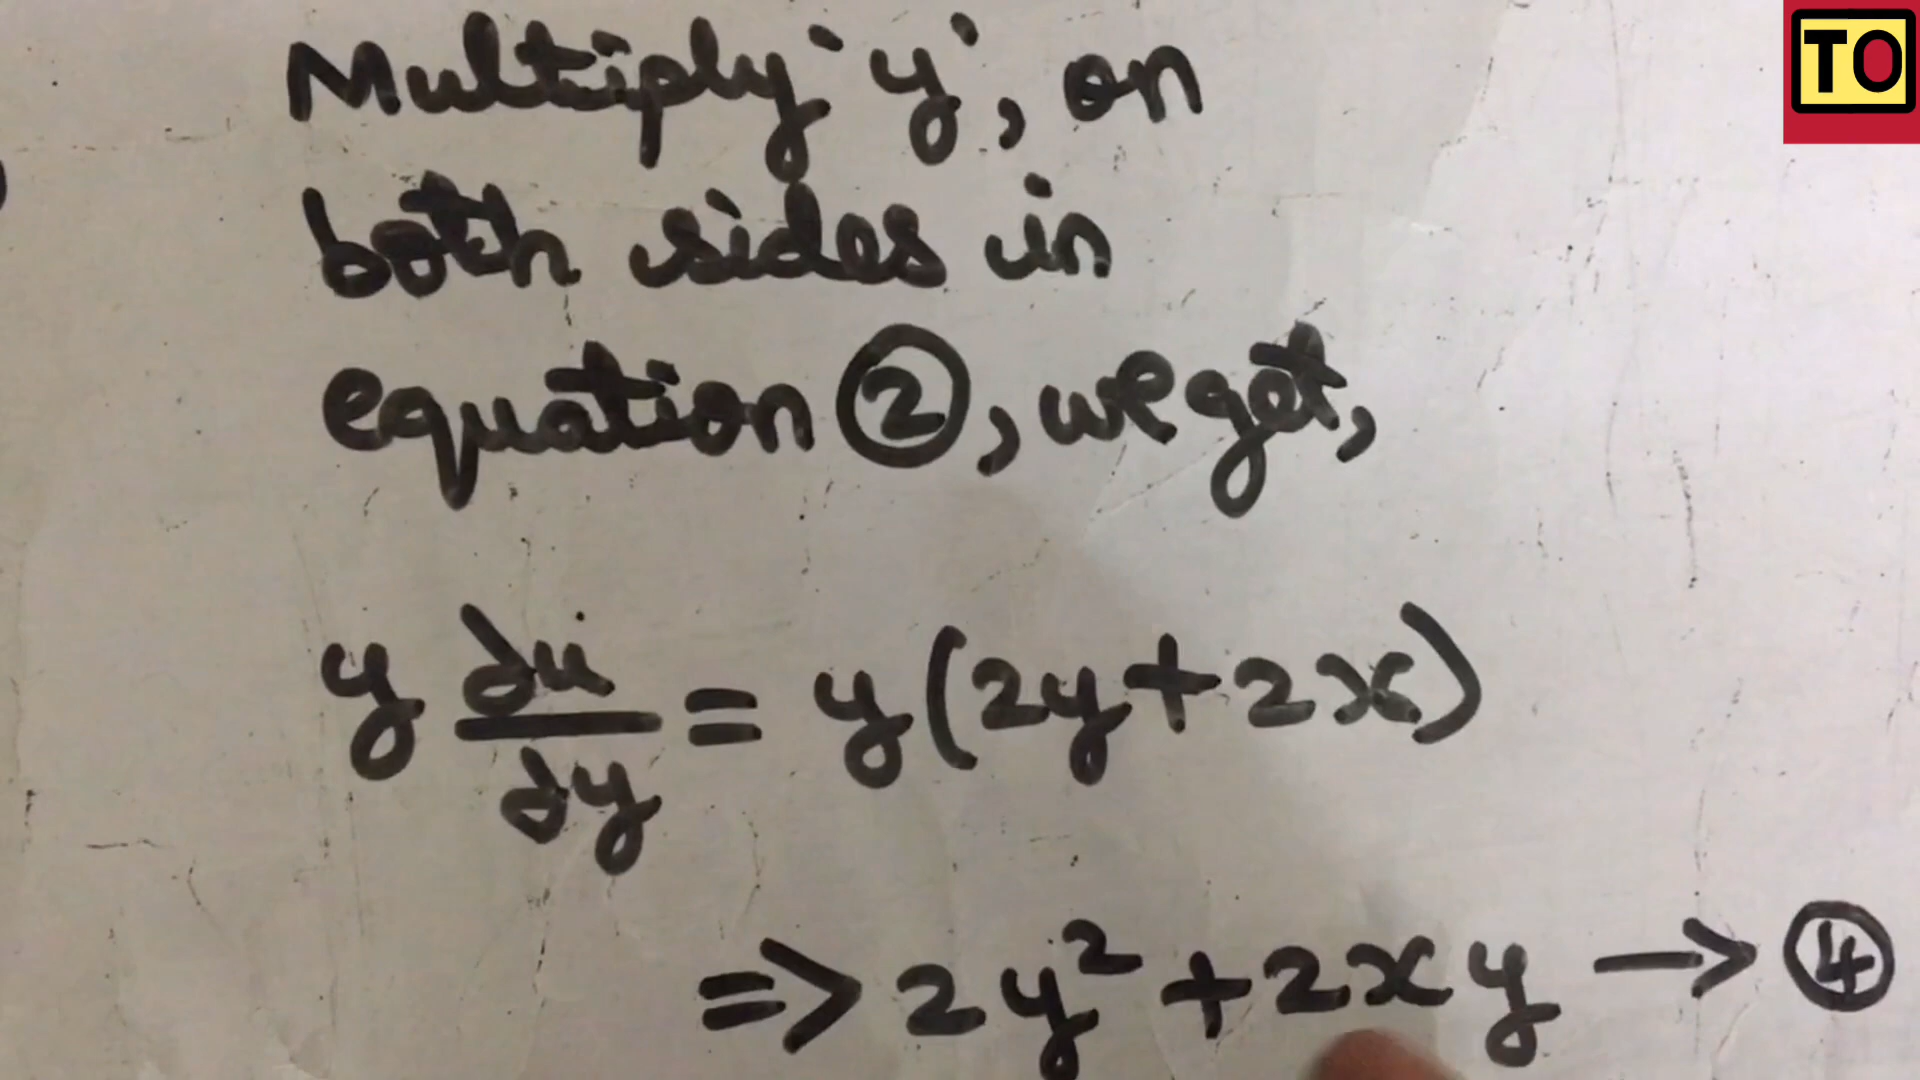 Multiply 'y', on
TO
both sides in
equation ②, we get,
y ∂u/∂y = y(2y+2x)
=> 2y² + 2xy → ④